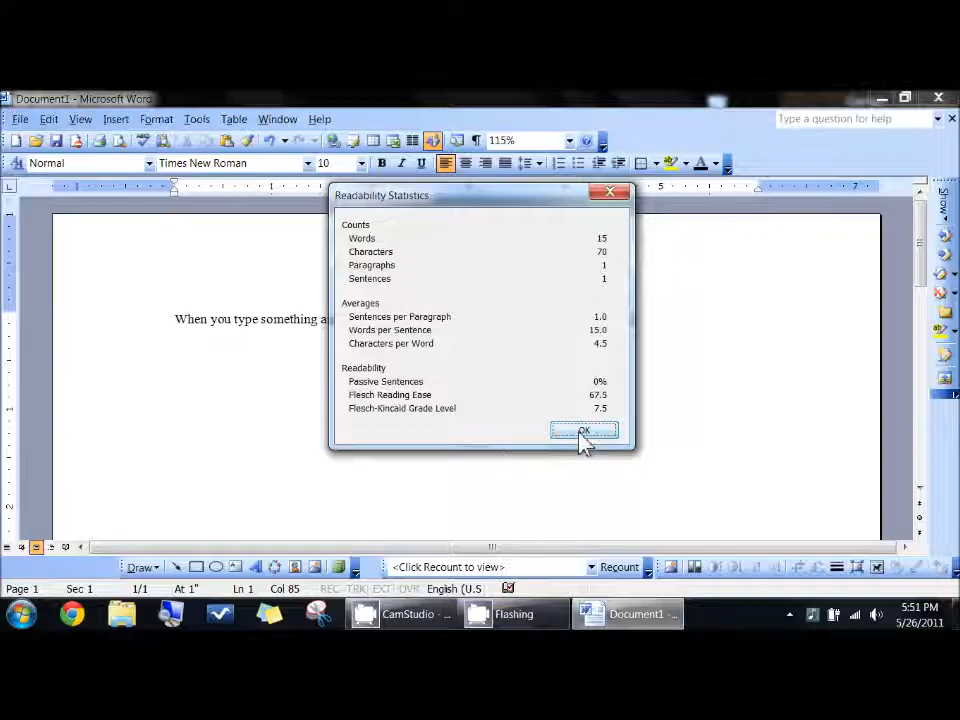 Document1 - Microsoft Word
File Edit View Insert Format Tools Table Window Help Type a question for help
115%
Normal Times New Roman 10 B I U A
1 1 5 7
Show
Readability Statistics
Counts
Words 15
Characters 70
Paragraphs 1
Sentences 1
When you type something a
Averages
Sentences per Paragraph 1.0
Words per Sentence 15.0
Characters per Word 4.5
Readability
Passive Sentences 0%
Flesch Reading Ease 67.5
Flesch-Kincaid Grade Level 7.5
OK
Draw <Click Recount to view> Recount
Page 1 Sec 1 1/1 At 1" Ln 1 Col 85 REC TRK EXT OVR English (U.S
CamStudio - ... Flashing Document1 -...
5:51 PM
5/26/2011